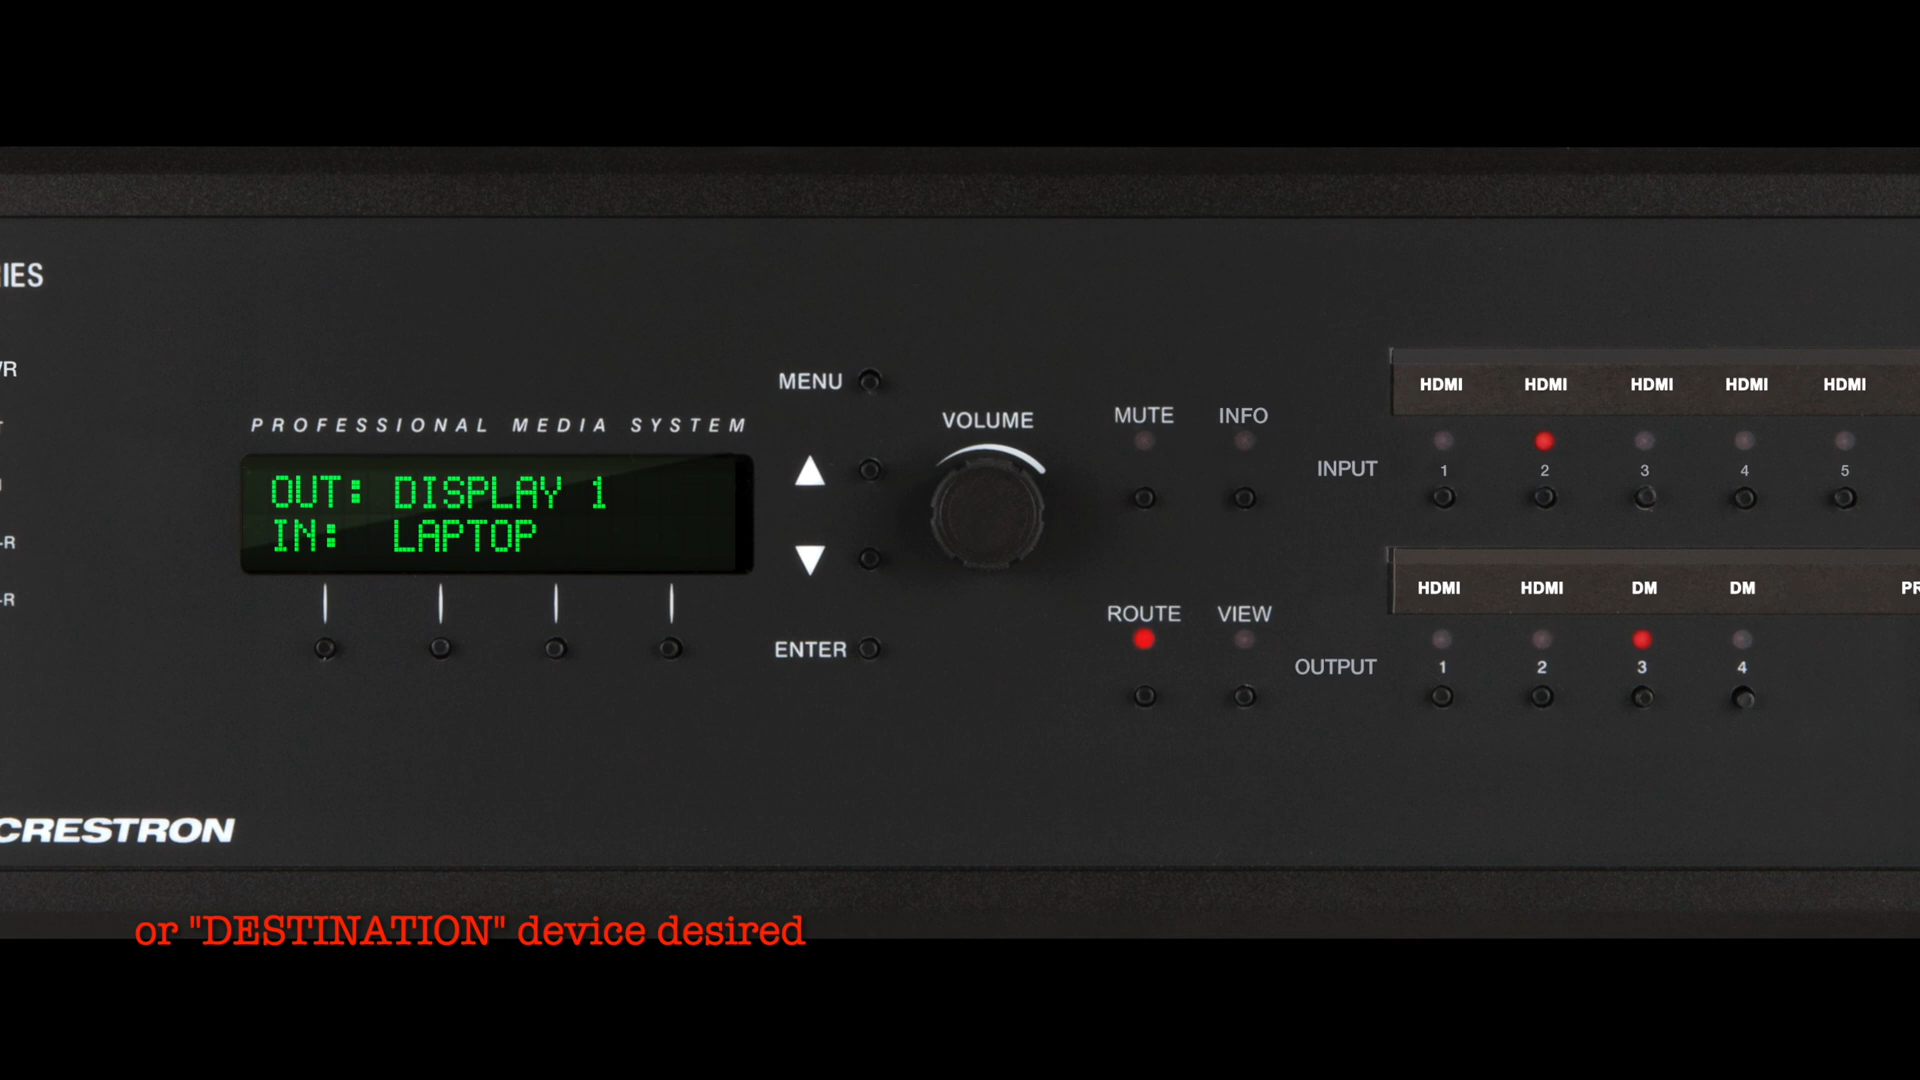 IES
R
PROFESSIONAL MEDIA SYSTEM
OUT: DISPLAY 1
IN: LAPTOP
-R
-R
MENU
ENTER
VOLUME
MUTE INFO
ROUTE VIEW
HDMI HDMI HDMI HDMI HDMI
INPUT 1 2 3 4 5
HDMI HDMI DM DM PR
OUTPUT 1 2 3 4
CRESTRON
or "DESTINATION" device desired